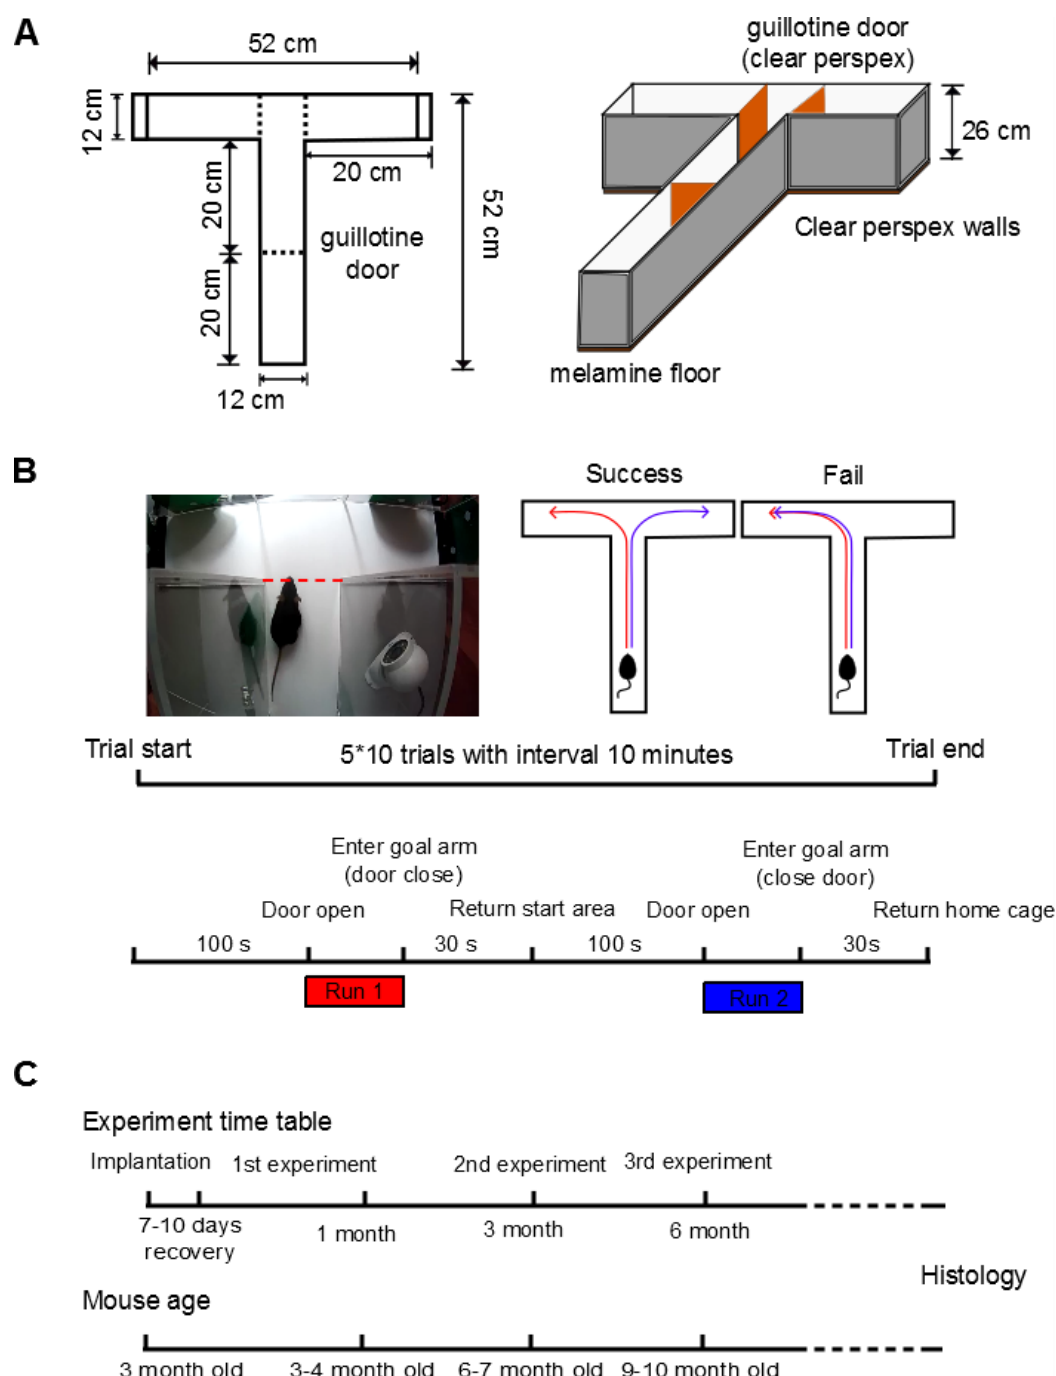 A
52 cm
12 cm
20 cm
20 cm
20 cm
52 cm
guillotine
door
12 cm
guillotine door
(clear perspex)
26 cm
Clear perspex walls
melamine floor
B
Success
Fail
Trial start
5*10 trials with interval 10 minutes
Trial end
Enter goal arm
(door close)
Enter goal arm
(close door)
Door open
Return start area
Door open
Return home cage
100 s
30 s
100 s
30s
Run 1
Run 2
C
Experiment time table
Implantation
1st experiment
2nd experiment
3rd experiment
7-10 days
recovery
1 month
3 month
6 month
Histology
Mouse age
3 month old
3-4 month old
6-7 month old
9-10 month old